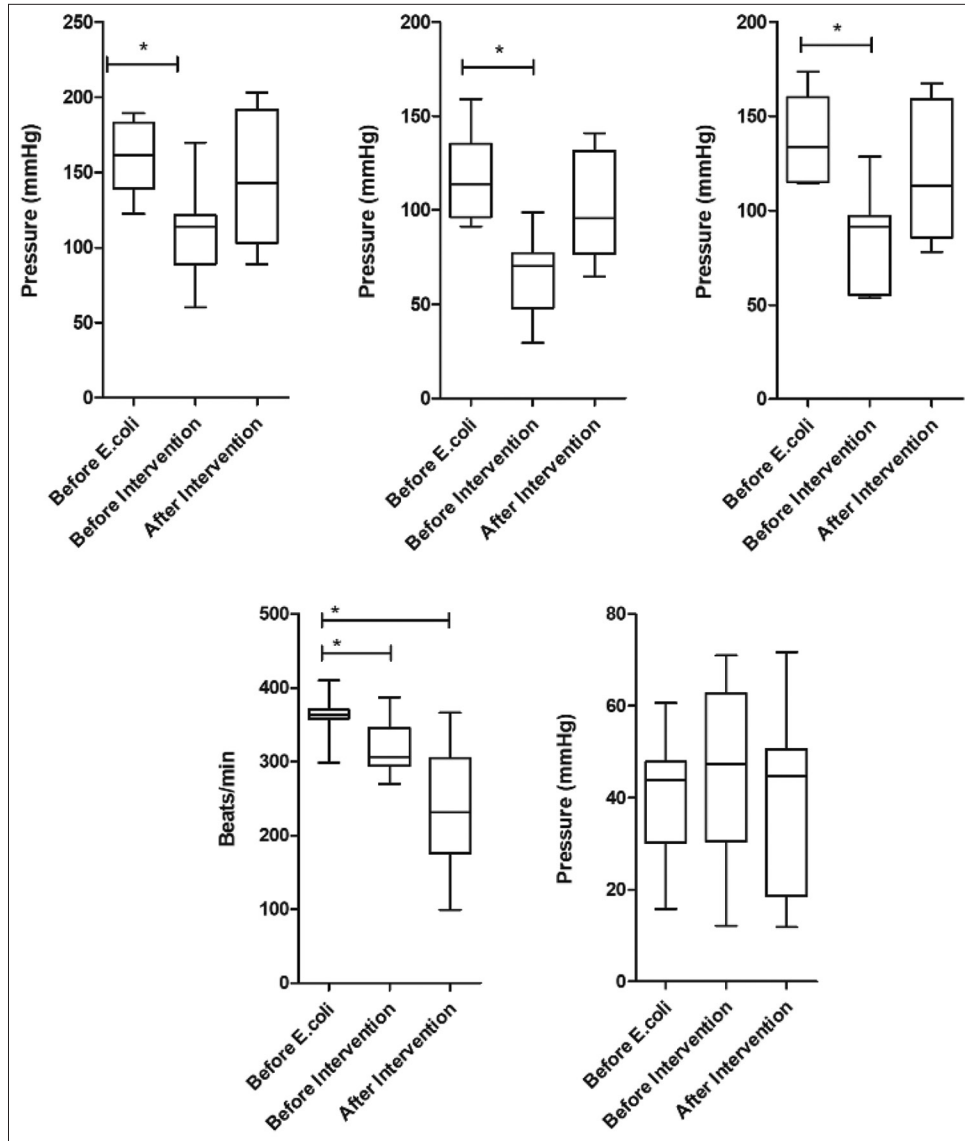 250
200
150
100
50
0
Pressure (mmHg)
*
Before E.coli
Before Intervention
After Intervention
200
150
100
50
0
Pressure (mmHg)
*
Before E.coli
Before Intervention
After Intervention
200
150
100
50
0
Pressure (mmHg)
*
Before E.coli
Before Intervention
After Intervention
500
400
300
200
100
0
Beats/min
*
*
Before E.coli
Before Intervention
After Intervention
80
60
40
20
0
Pressure (mmHg)
Before E.coli
Before Intervention
After Intervention